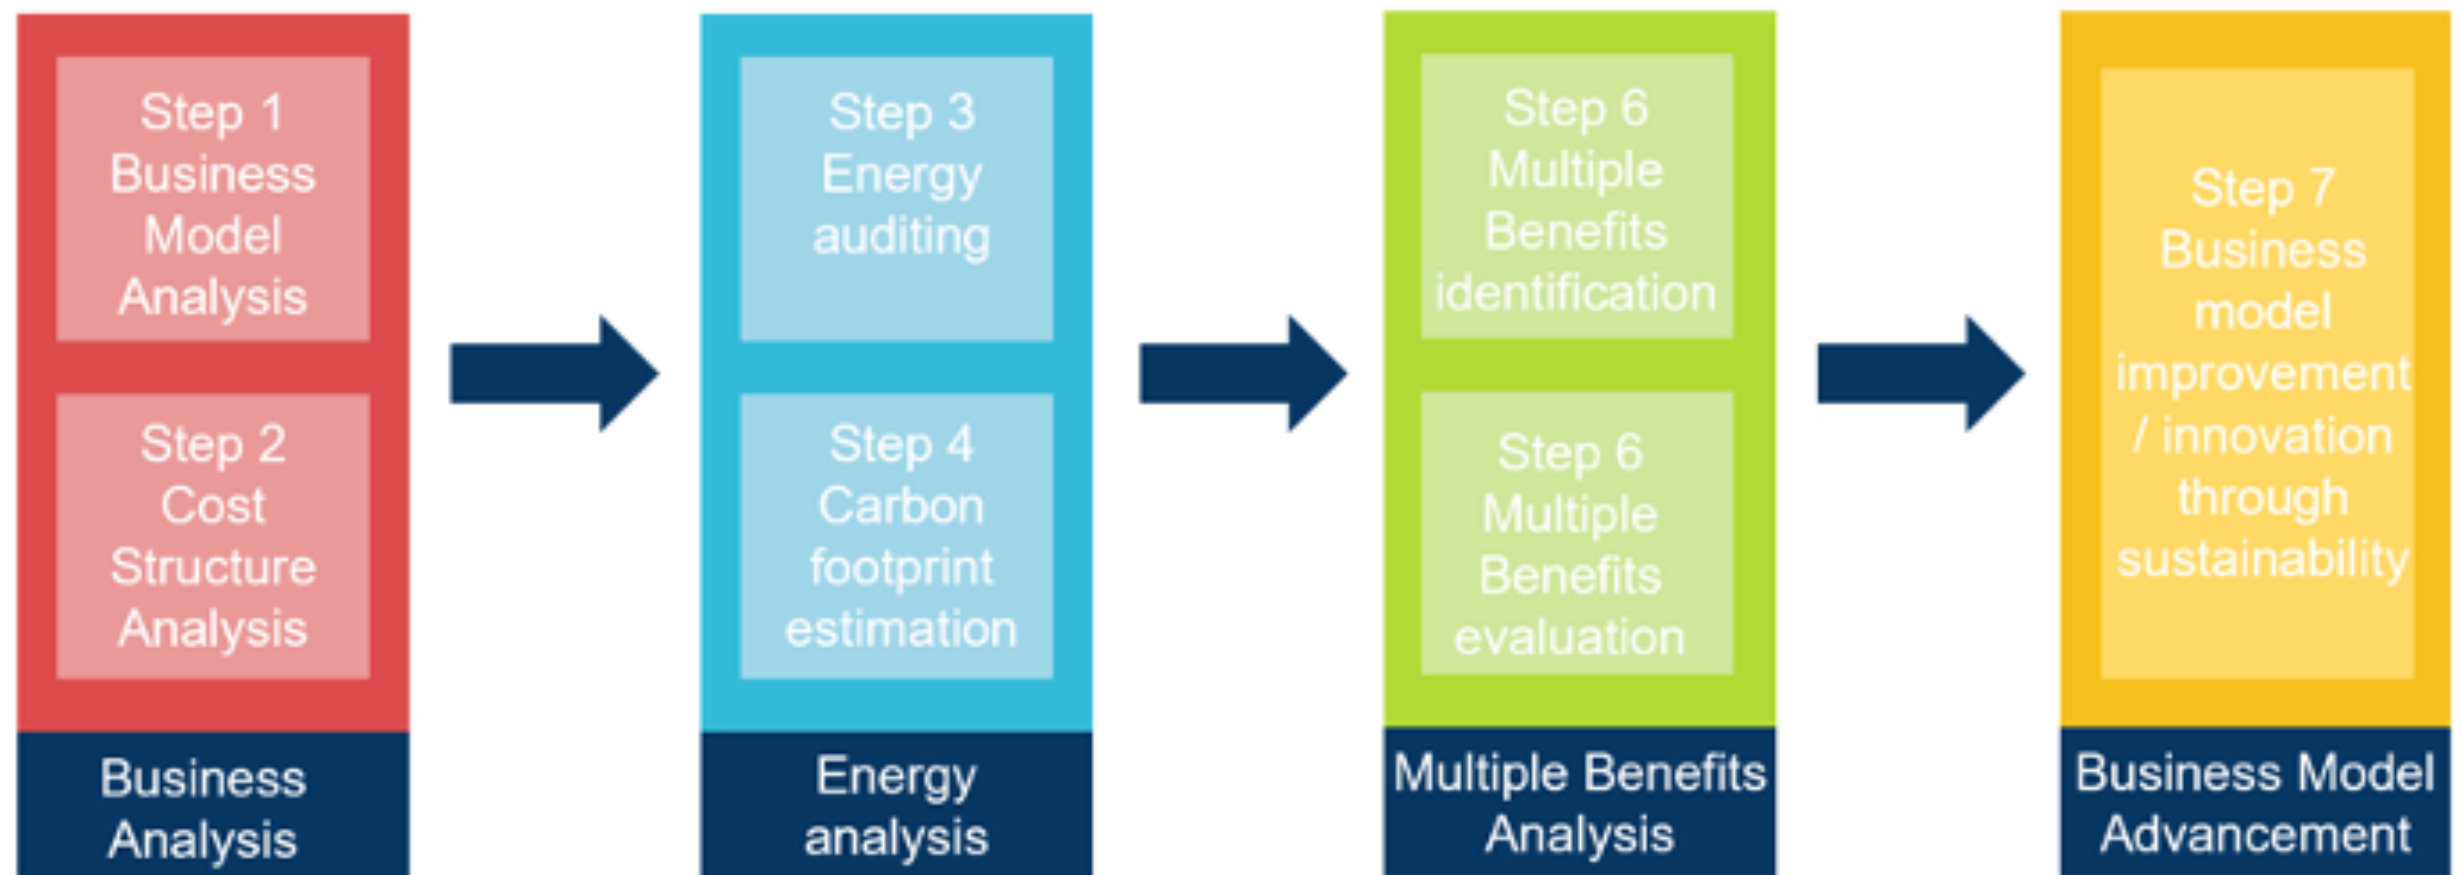 Step 1
Business
Model
Analysis
Step 2
Cost
Structure
Analysis
Business
Analysis
Step 3
Energy
auditing
Step 4
Carbon
footprint
estimation
Energy
analysis
Step 6
Multiple
Benefits
identification
Step 6
Multiple
Benefits
evaluation
Multiple Benefits
Analysis
Step 7
Business
model
improvement
/ innovation
through
sustainability
Business Model
Advancement